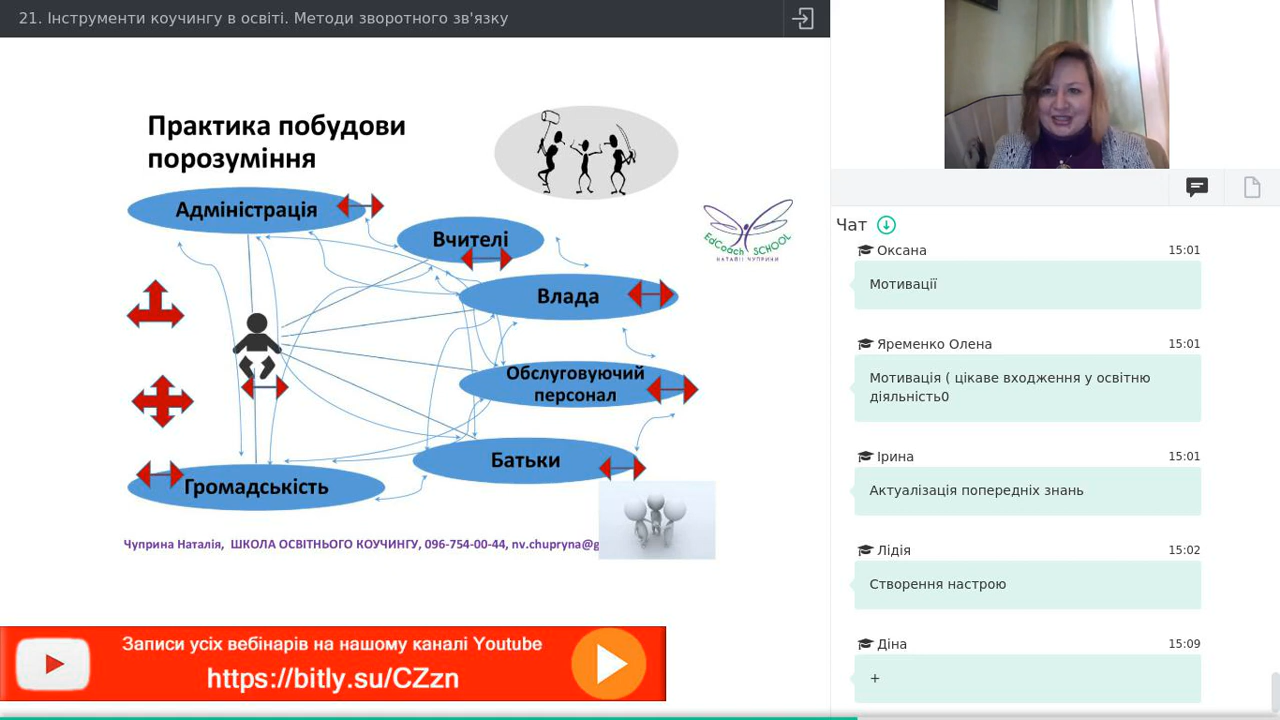 21. Інструменти коучингу в освіті. Методи зворотного зв'язку
Практика побудови
порозуміння
Адміністрація
Вчителі
Влада
Обслуговуючий
персонал
Батьки
Громадськість
EdCoach SCHOOL
НАТАЛІЇ ЧУПРИНИ
Чуприна Наталія, ШКОЛА ОСВІТНЬОГО КОУЧИНГУ, 096-754-00-44, nv.chupryna@g
Записи усіх вебінарів на нашому каналі Youtube
https://bitly.su/CZzn
Чат
Оксана 15:01
Мотивації
Яременко Олена 15:01
Мотивація ( цікаве входження у освітню
діяльність0
Ірина 15:01
Актуалізація попередніх знань
Лідія 15:02
Створення настрою
Діна 15:09
+